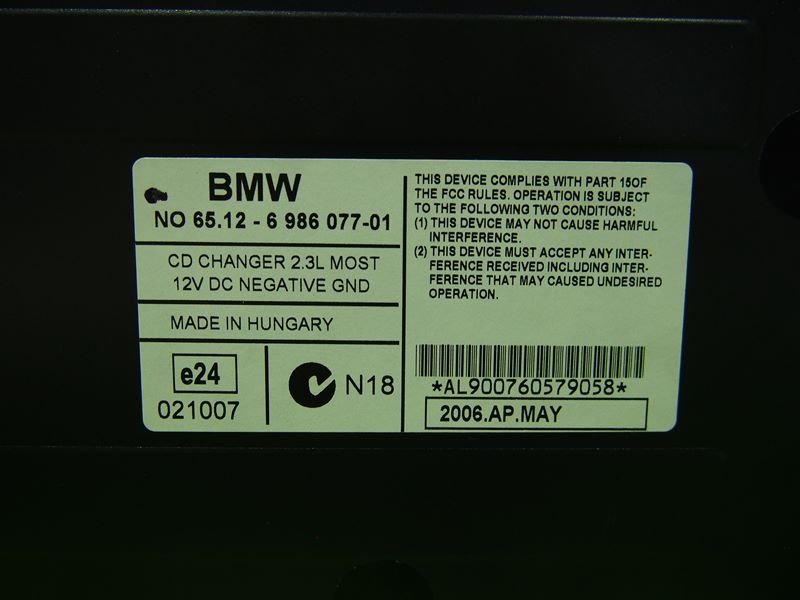 BMW
NO 65.12 - 6 986 077-01
CD CHANGER 2.3L MOST
12V DC NEGATIVE GND
MADE IN HUNGARY
e24
021007
N18
THIS DEVICE COMPLIES WITH PART 15OF
THE FCC RULES. OPERATION IS SUBJECT
TO THE FOLLOWING TWO CONDITIONS:
(1) THIS DEVICE MAY NOT CAUSE HARMFUL
INTERFERENCE.
(2) THIS DEVICE MUST ACCEPT ANY INTER-
FERENCE RECEIVED INCLUDING INTER-
FERENCE THAT MAY CAUSED UNDESIRED
OPERATION.
*AL900760579058*
2006.AP.MAY